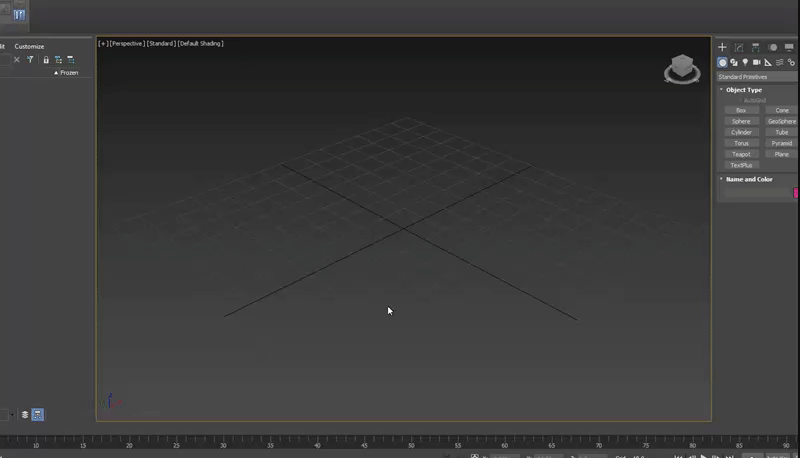 Customize
Frozen
[+] [Perspective] [Standard] [Default Shading]
Standard Primitives
Object Type
AutoGrid
Box
Cone
Sphere
GeoSphere
Cylinder
Tube
Torus
Pyramid
Teapot
Plane
TextPlus
Name and Color
10 15 20 25 30 35 40 45 50 55 60 65 70 75 80 85 90